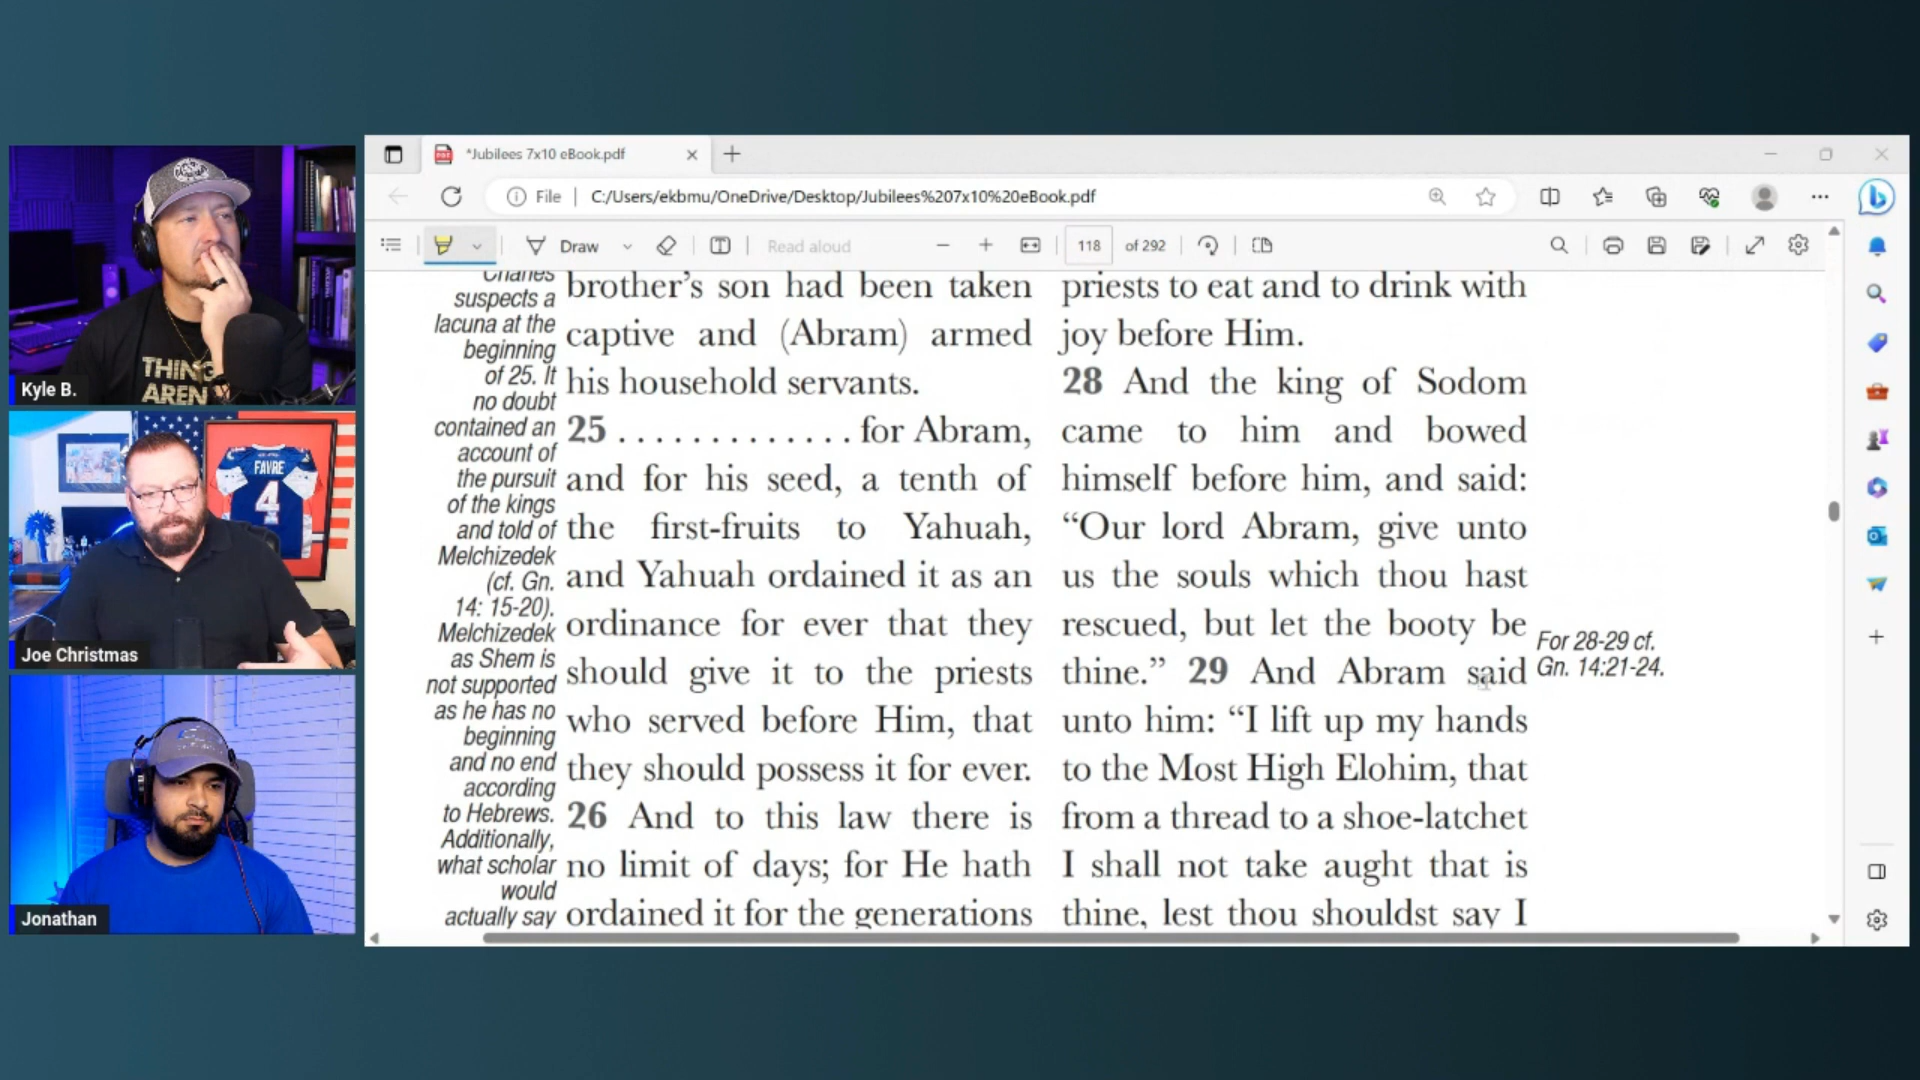 THING
AREN
Kyle B.
FAVRE
4
Joe Christmas
Jonathan
*Jubilees 7x10 eBook.pdf
File
C:/Users/ekbmu/OneDrive/Desktop/Jubilees%207x10%20eBook.pdf
Draw
Read aloud
118
of 292
Charles
suspects a
lacuna at the
beginning
of 25. It
no doubt
contained an
account of
the pursuit
of the kings
and told of
Melchizedek
(cf. Gn.
14: 15-20).
Melchizedek
as Shem is
not supported
as he has no
beginning
and no end
according
to Hebrews.
Additionally,
what scholar
would
actually say
brother’s son had been taken
captive and (Abram) armed
his household servants.
25 . . . . . . . . . . . . . for Abram,
and for his seed, a tenth of
the first-fruits to Yahuah,
and Yahuah ordained it as an
ordinance for ever that they
should give it to the priests
who served before Him, that
they should possess it for ever.
26 And to this law there is
no limit of days; for He hath
ordained it for the generations
priests to eat and to drink with
joy before Him.
28 And the king of Sodom
came to him and bowed
himself before him, and said:
“Our lord Abram, give unto
us the souls which thou hast
rescued, but let the booty be
thine.” 29 And Abram said
unto him: “I lift up my hands
to the Most High Elohim, that
from a thread to a shoe-latchet
I shall not take aught that is
thine, lest thou shouldst say I
For 28-29 cf.
Gn. 14:21-24.